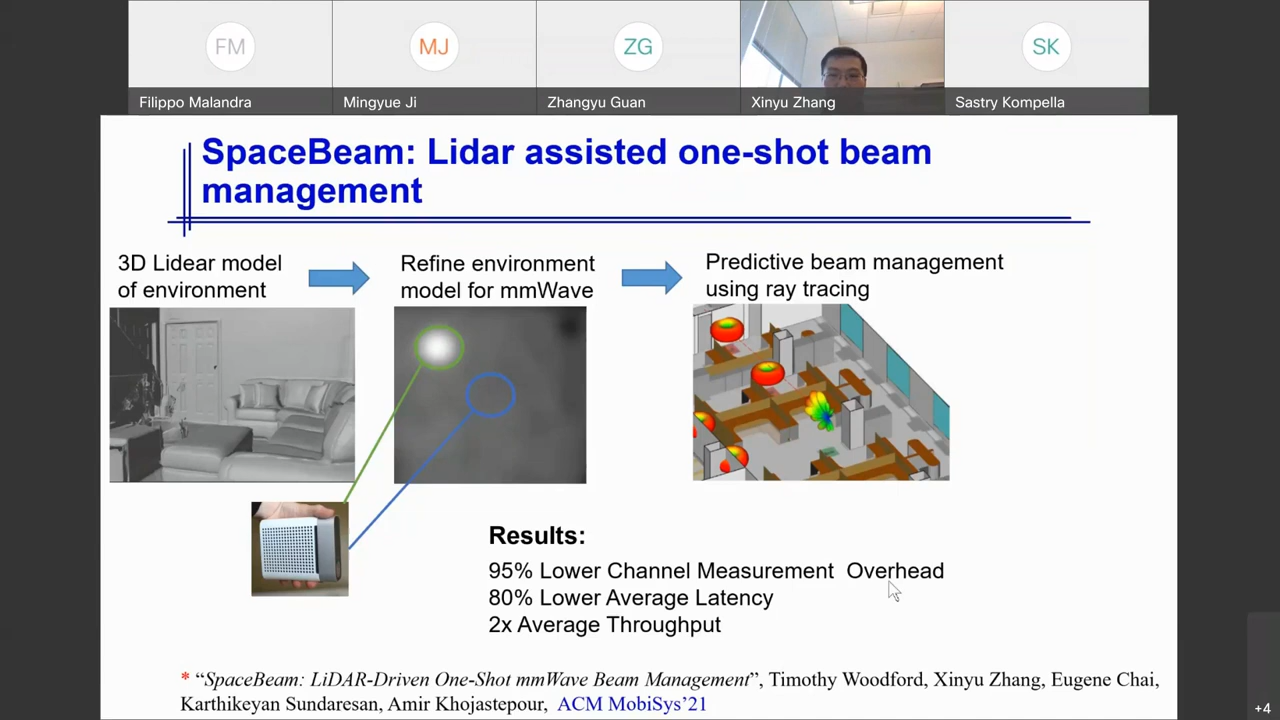 FM
MJ
ZG
SK
Filippo Malandra
Mingyue Ji
Zhangyu Guan
Xinyu Zhang
Sastry Kompella
SpaceBeam: Lidar assisted one-shot beam
management
3D Lidear model
of environment
Refine environment
model for mmWave
Predictive beam management
using ray tracing
Results:
95% Lower Channel Measurement Overhead
80% Lower Average Latency
2x Average Throughput
* “SpaceBeam: LiDAR-Driven One-Shot mmWave Beam Management”, Timothy Woodford, Xinyu Zhang, Eugene Chai,
Karthikeyan Sundaresan, Amir Khojastepour, ACM MobiSys’21
+4